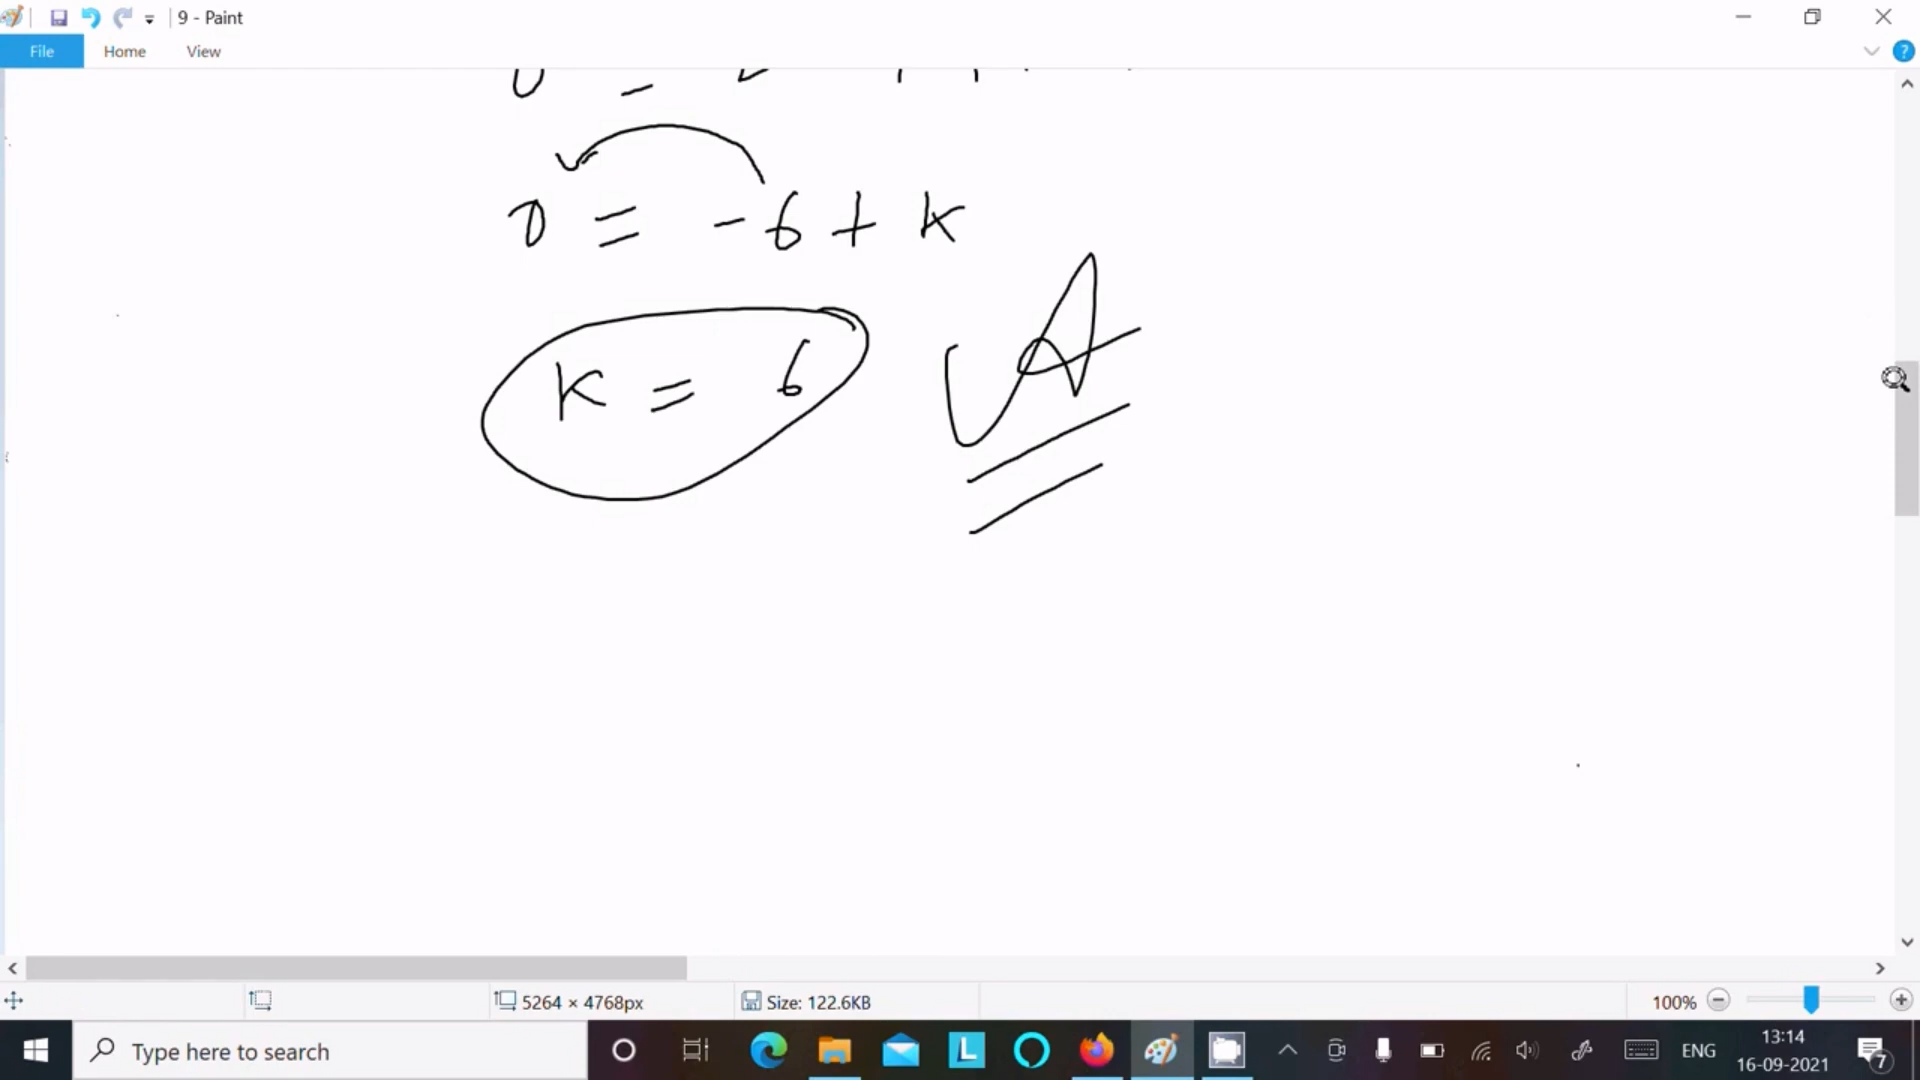 9 - Paint
File Home View
0 = -6 + k
k = 6 A
5264 × 4768px Size: 122.6KB 100%
Type here to search L ENG 13:14
16-09-2021 7